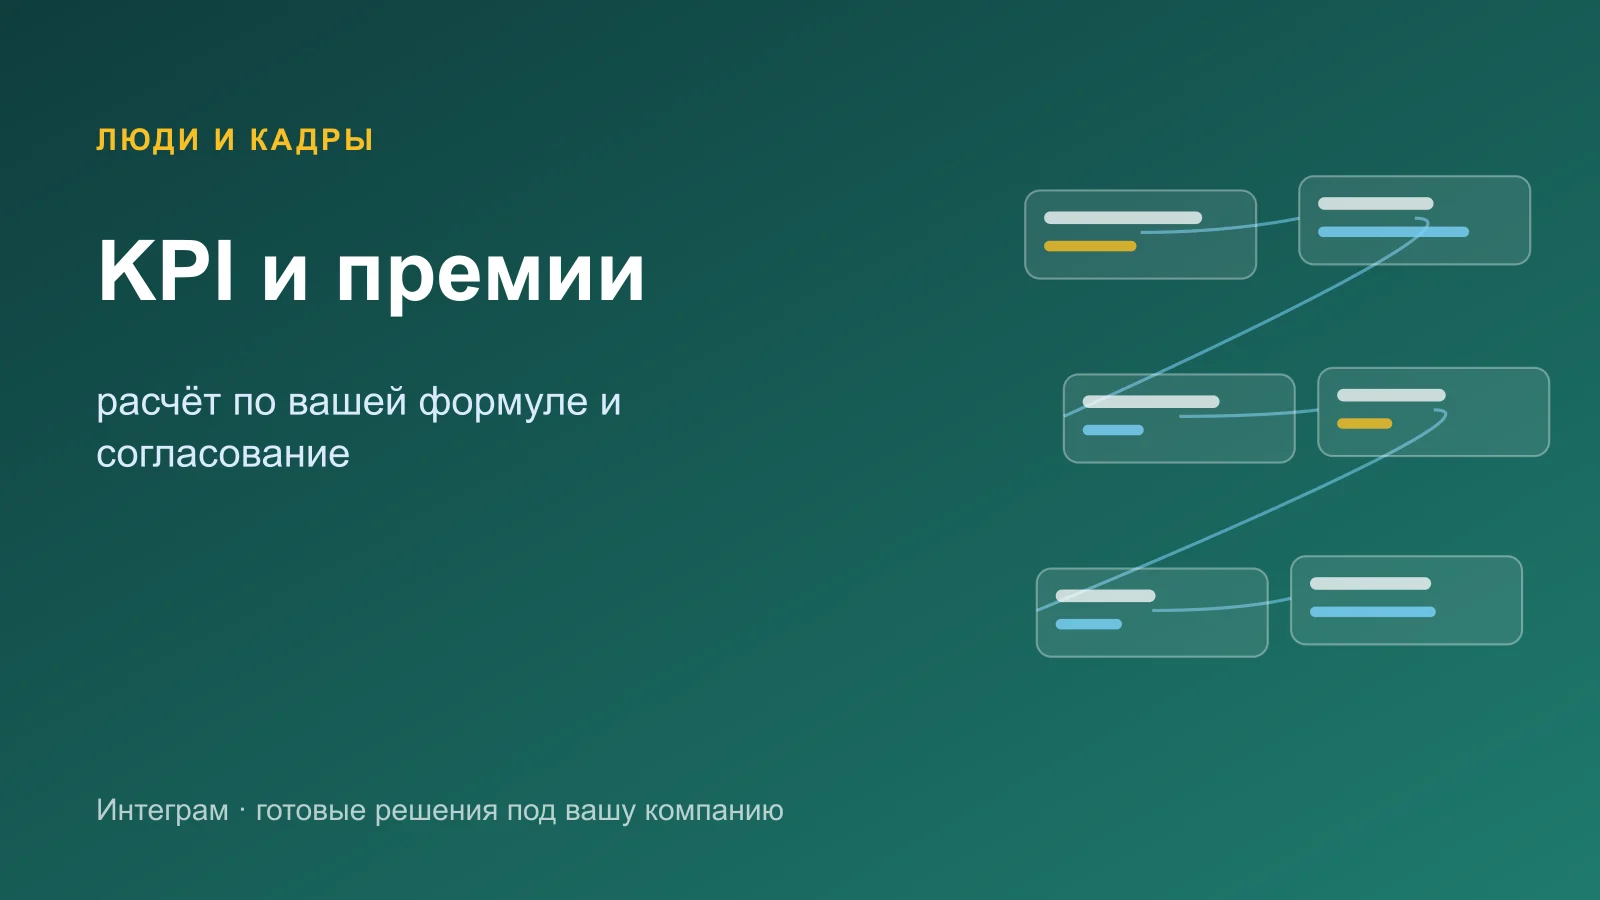 ЛЮДИ И КАДРЫ
KPI и премии
расчёт по вашей формуле и
согласование
Интеграм · готовые решения под вашу компанию